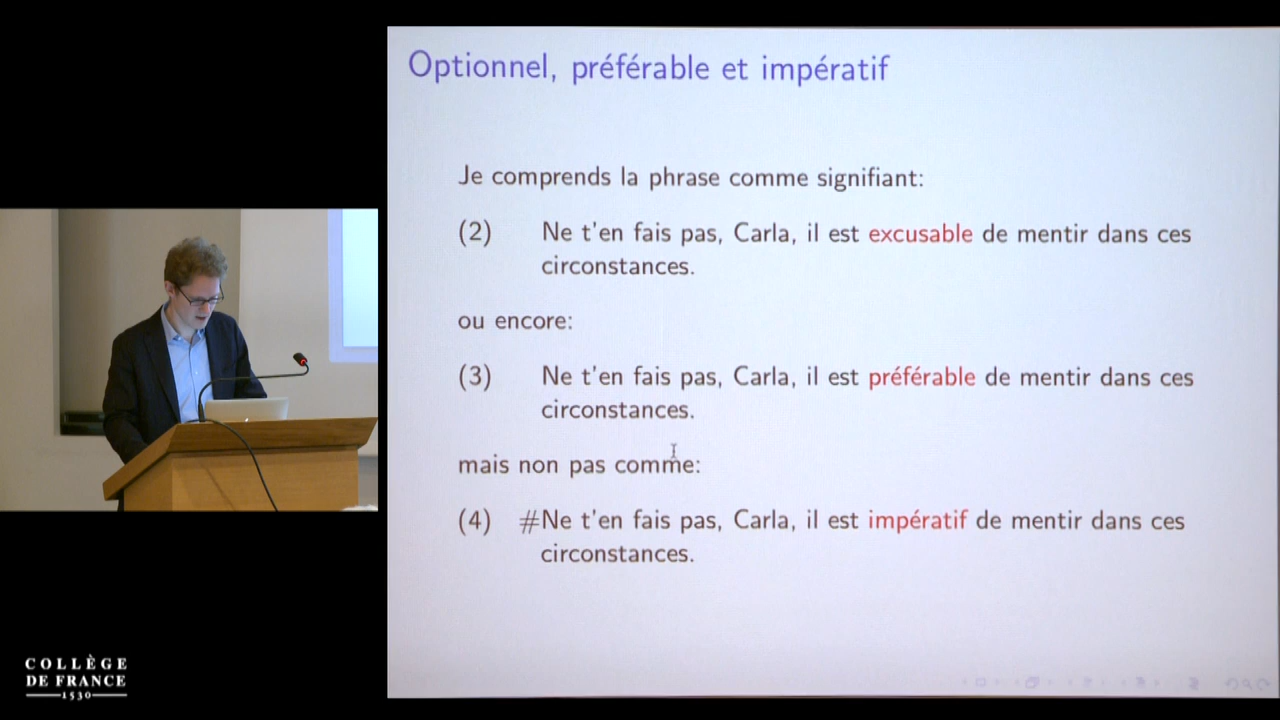 Optionnel, préférable et impératif
Je comprends la phrase comme signifiant:
(2) Ne t'en fais pas, Carla, il est excusable de mentir dans ces
circonstances.
ou encore:
(3) Ne t'en fais pas, Carla, il est préférable de mentir dans ces
circonstances.
mais non pas comme:
(4) #Ne t'en fais pas, Carla, il est impératif de mentir dans ces
circonstances.
COLLÈGE
DE FRANCE
1530